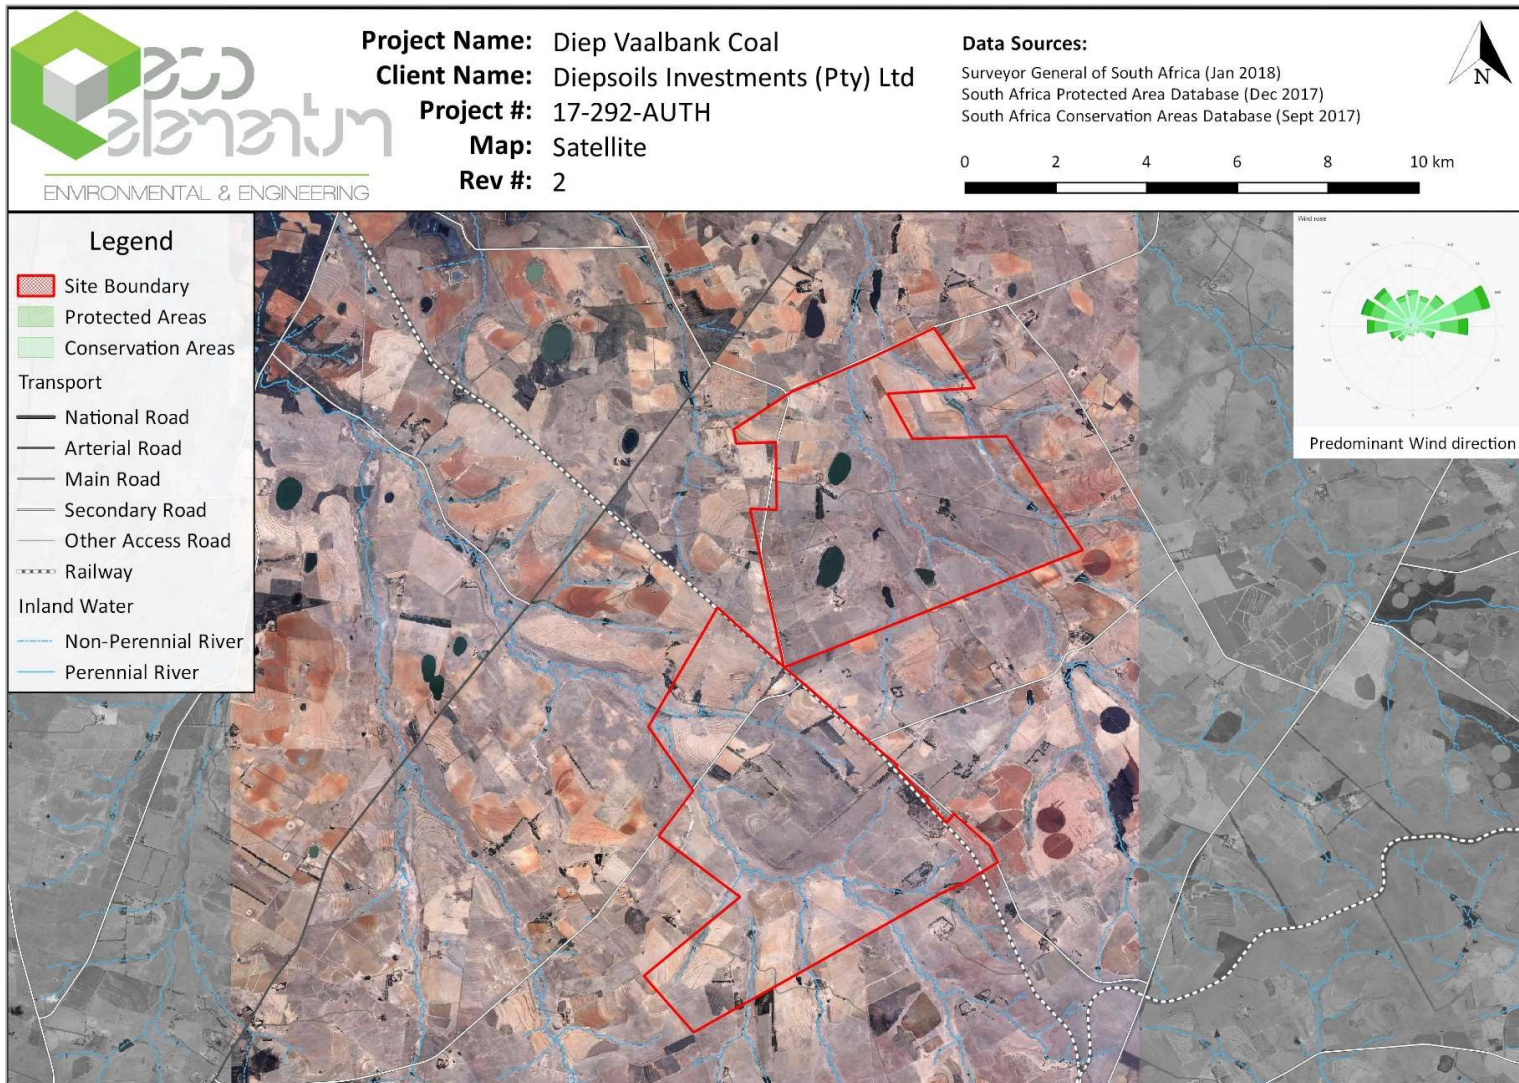 eco
elementum
ENVIRONMENTAL & ENGINEERING
Project Name: Diep Vaalbank Coal
Client Name: Diepsoils Investments (Pty) Ltd
Project #: 17-292-AUTH
Map: Satellite
Rev #: 2
Data Sources:
Surveyor General of South Africa (Jan 2018)
South Africa Protected Area Database (Dec 2017)
South Africa Conservation Areas Database (Sept 2017)
0 2 4 6 8 10 km
N
Legend
Site Boundary
Protected Areas
Conservation Areas
Transport
National Road
Arterial Road
Main Road
Secondary Road
Other Access Road
Railway
Inland Water
Non-Perennial River
Perennial River
Wind rose
Predominant Wind direction